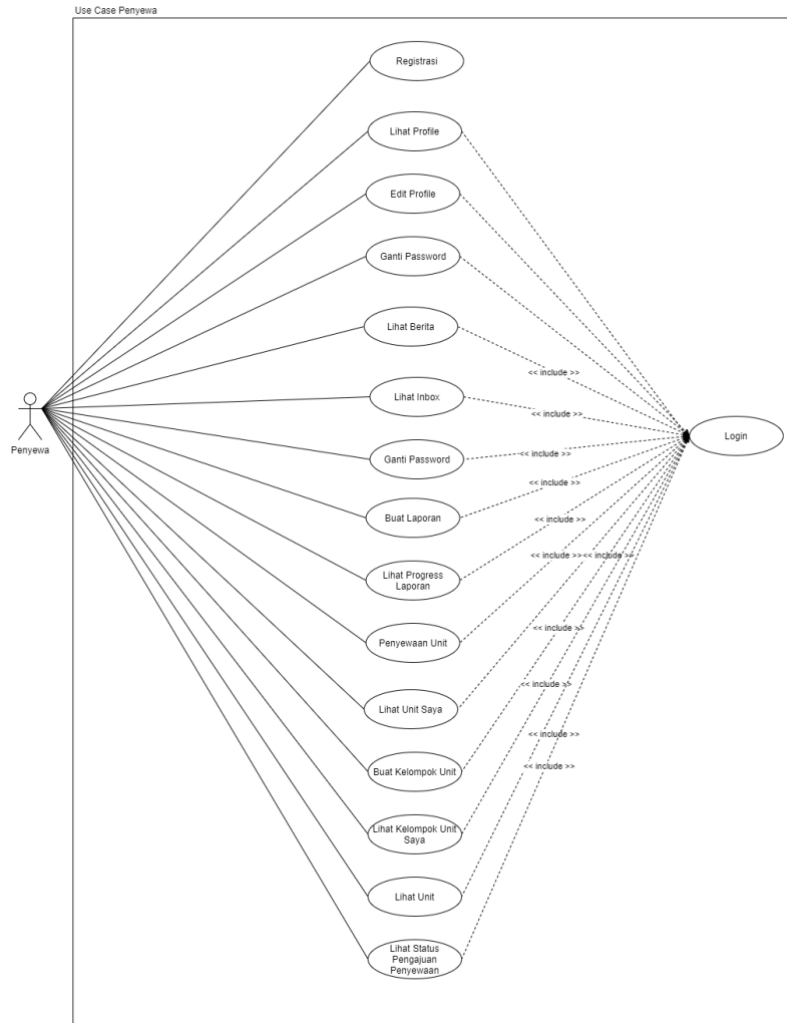 Use Case Penyewa
Registrasi
Lihat Profile
Edit Profile
Ganti Password
Lihat Berita
<< include >>
Lihat Inbox
<< include >>
Penyewa
Login
Ganti Password
<< include >>
<< include >>
Buat Laporan
<< include >>
Lihat Progress
Laporan
<< include >>
<< include >>
Penyewaan Unit
<< include >>
Lihat Unit Saya
<< include >>
<< include >>
Buat Kelompok Unit
<< include >>
Lihat Kelompok Unit
Saya
Lihat Unit
Lihat Status
Pengajuan
Penyewaan